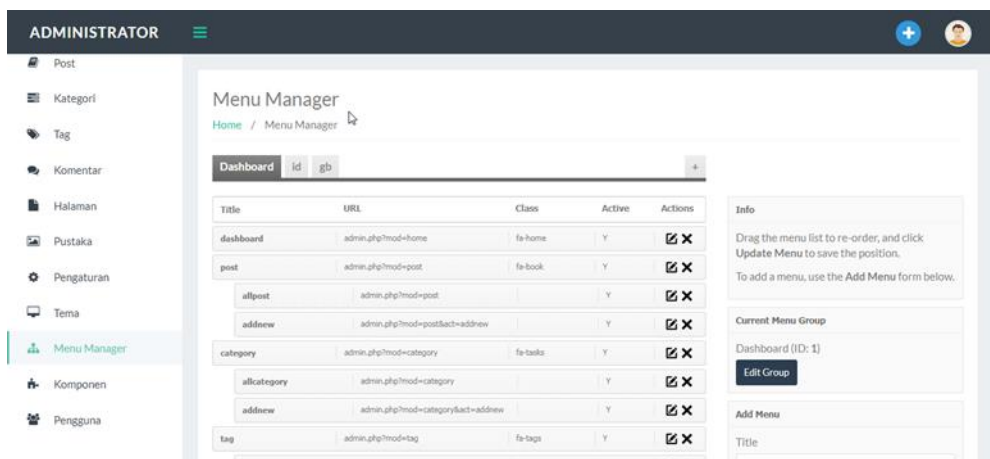 ADMINISTRATOR
Post
Kategori
Tag
Komentar
Halaman
Pustaka
Pengaturan
Tema
Menu Manager
Komponen
Pengguna
Menu Manager
Home / Menu Manager
Dashboard id gb +
Title URL Class Active Actions
dashboard admin.php?mod=home fa-home Y
post admin.php?mod=post fa-book Y
allpost admin.php?mod=post Y
addnew admin.php?mod=post&act=addnew Y
category admin.php?mod=category fa-tasks Y
allcategory admin.php?mod=category Y
addnew admin.php?mod=category&act=addnew Y
tag admin.php?mod=tag fa-tags Y
Info
Drag the menu list to re-order, and click
Update Menu to save the position.
To add a menu, use the Add Menu form below.
Current Menu Group
Dashboard (ID: 1)
Edit Group
Add Menu
Title